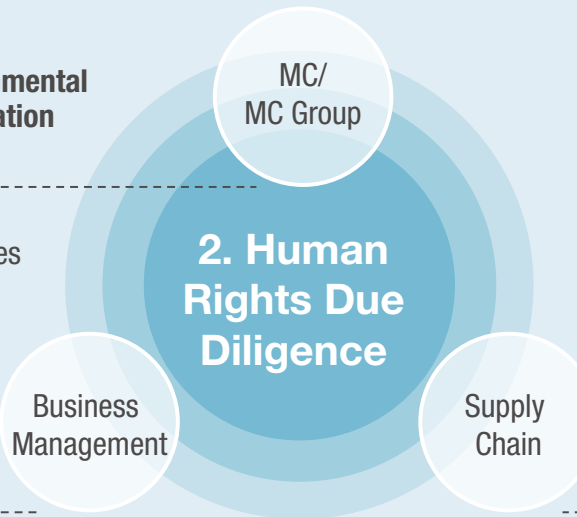 mental
ation
MC/
MC Group
es
2. Human
Rights Due
Diligence
Business
Management
Supply
Chain